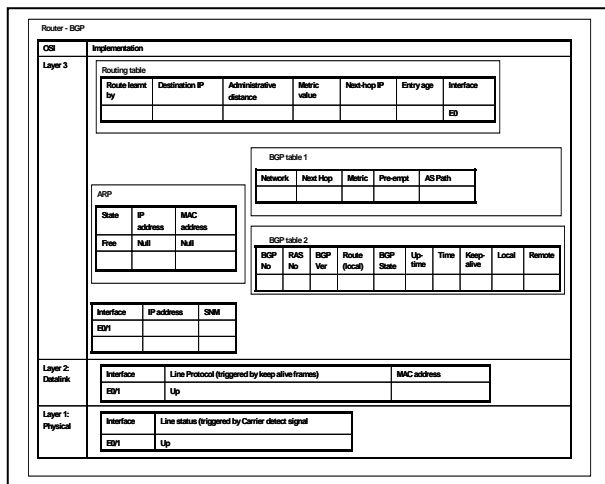 Router - BGP
OSI Implementation
Layer 3
Routing table
Route learnt by Destination IP Administrative distance Metric value Next-hop IP Entry age Interface
E0
BGP table 1
Network Next Hop Metric Pre-empt AS Path
ARP
State IP address MAC address
Free Null Null
BGP table 2
BGP No RAS No BGP Ver Route (local) BGP State Up-time Time Keep-alive Local Remote
Interface IP address SNM
E0/1
Layer 2: Datalink
Interface Line Protocol (triggered by keep alive frames) MAC address
E0/1 Up
Layer 1: Physical
Interface Line status (triggered by Carrier detect signal
E0/1 Up